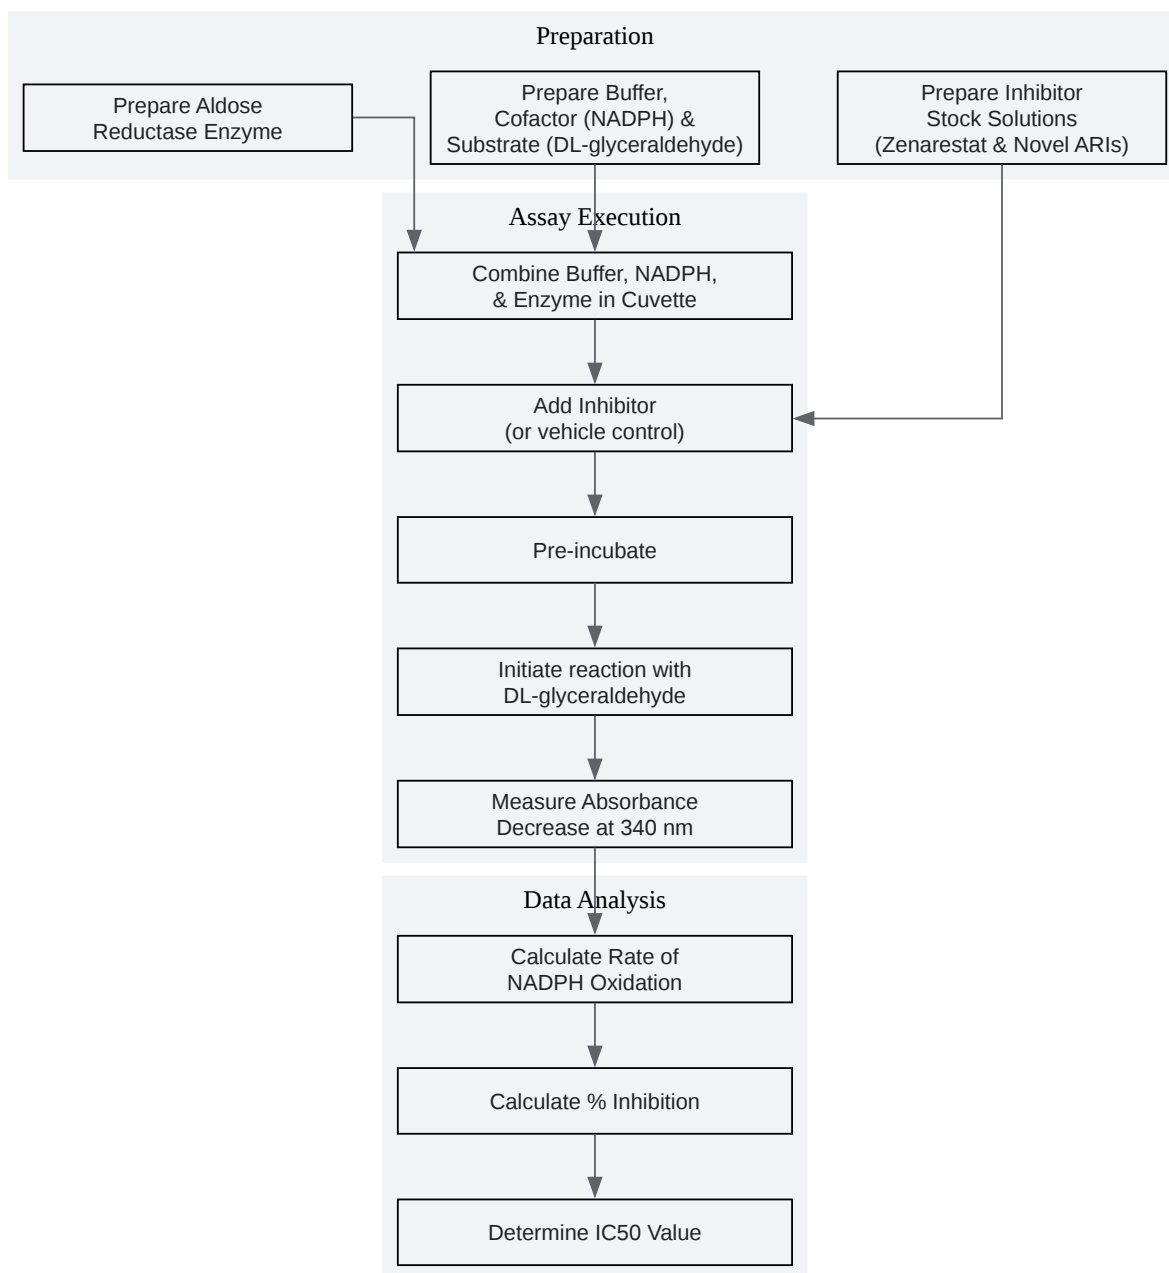 Preparation
Prepare Aldose
Reductase Enzyme
Prepare Buffer,
Cofactor (NADPH) &
Substrate (DL-glyceraldehyde)
Prepare Inhibitor
Stock Solutions
(Zenarestat & Novel ARIs)
Assay Execution
Combine Buffer, NADPH,
& Enzyme in Cuvette
Add Inhibitor
(or vehicle control)
Pre-incubate
Initiate reaction with
DL-glyceraldehyde
Measure Absorbance
Decrease at 340 nm
Data Analysis
Calculate Rate of
NADPH Oxidation
Calculate % Inhibition
Determine IC50 Value